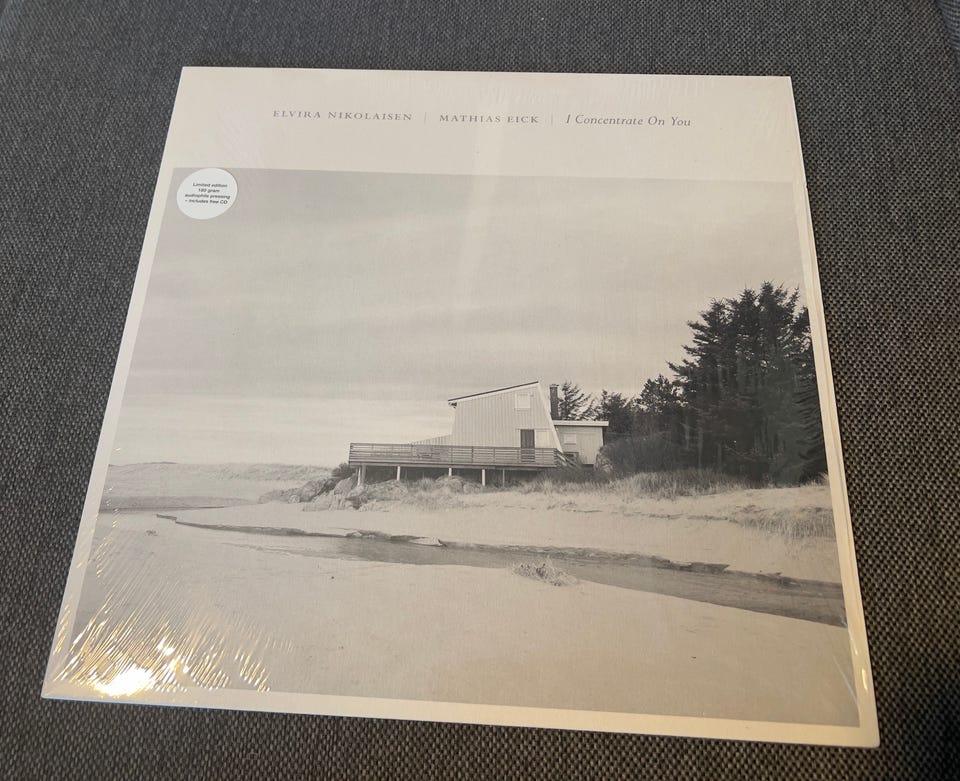 ELVIRA NIKOLAISEN | MATHIAS EICK | I Concentrate On You
Limited edition
180 gram
audiophile pressing
– includes free CD